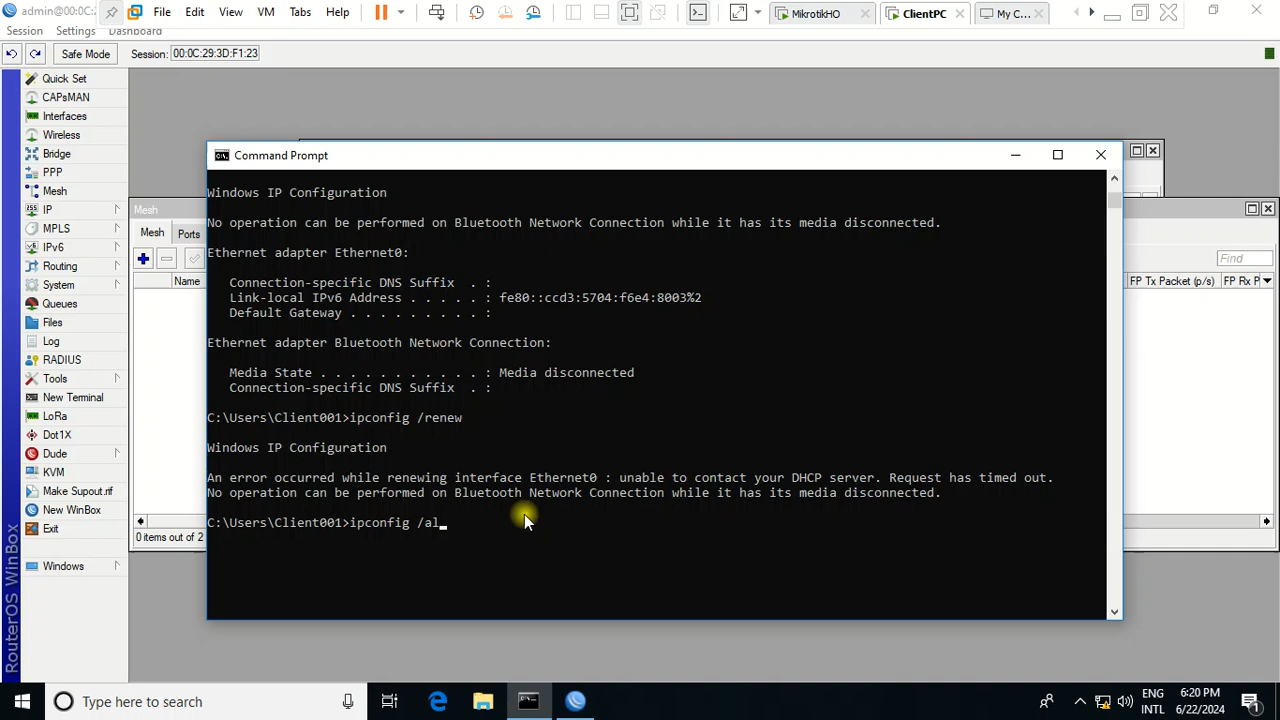 admin@00:0C:2
File Edit View VM Tabs Help
MikrotikHO
ClientPC
My C...
Session Settings Dashboard
Safe Mode
Session: 00:0C:29:3D:F1:23
Quick Set
CAPsMAN
Interfaces
Wireless
Bridge
PPP
Mesh
IP
MPLS
IPv6
Routing
System
Queues
Files
Log
RADIUS
Tools
New Terminal
LoRa
Dot1X
Dude
KVM
Make Supout.rif
New WinBox
Exit
Windows
RouterOS WinBox
Mesh
Mesh Ports
Name
0 items out of 2
Find
FP Tx Packet (p/s) FP Rx P
Command Prompt
Windows IP Configuration
No operation can be performed on Bluetooth Network Connection while it has its media disconnected.
Ethernet adapter Ethernet0:
Connection-specific DNS Suffix . :
Link-local IPv6 Address . . . . . : fe80::ccd3:5704:f6e4:8003%2
Default Gateway . . . . . . . . . :
Ethernet adapter Bluetooth Network Connection:
Media State . . . . . . . . . . . : Media disconnected
Connection-specific DNS Suffix . :
C:\Users\Client001>ipconfig /renew
Windows IP Configuration
An error occurred while renewing interface Ethernet0 : unable to contact your DHCP server. Request has timed out.
No operation can be performed on Bluetooth Network Connection while it has its media disconnected.
C:\Users\Client001>ipconfig /al_
Type here to search
ENG
INTL
6:20 PM
6/22/2024
1